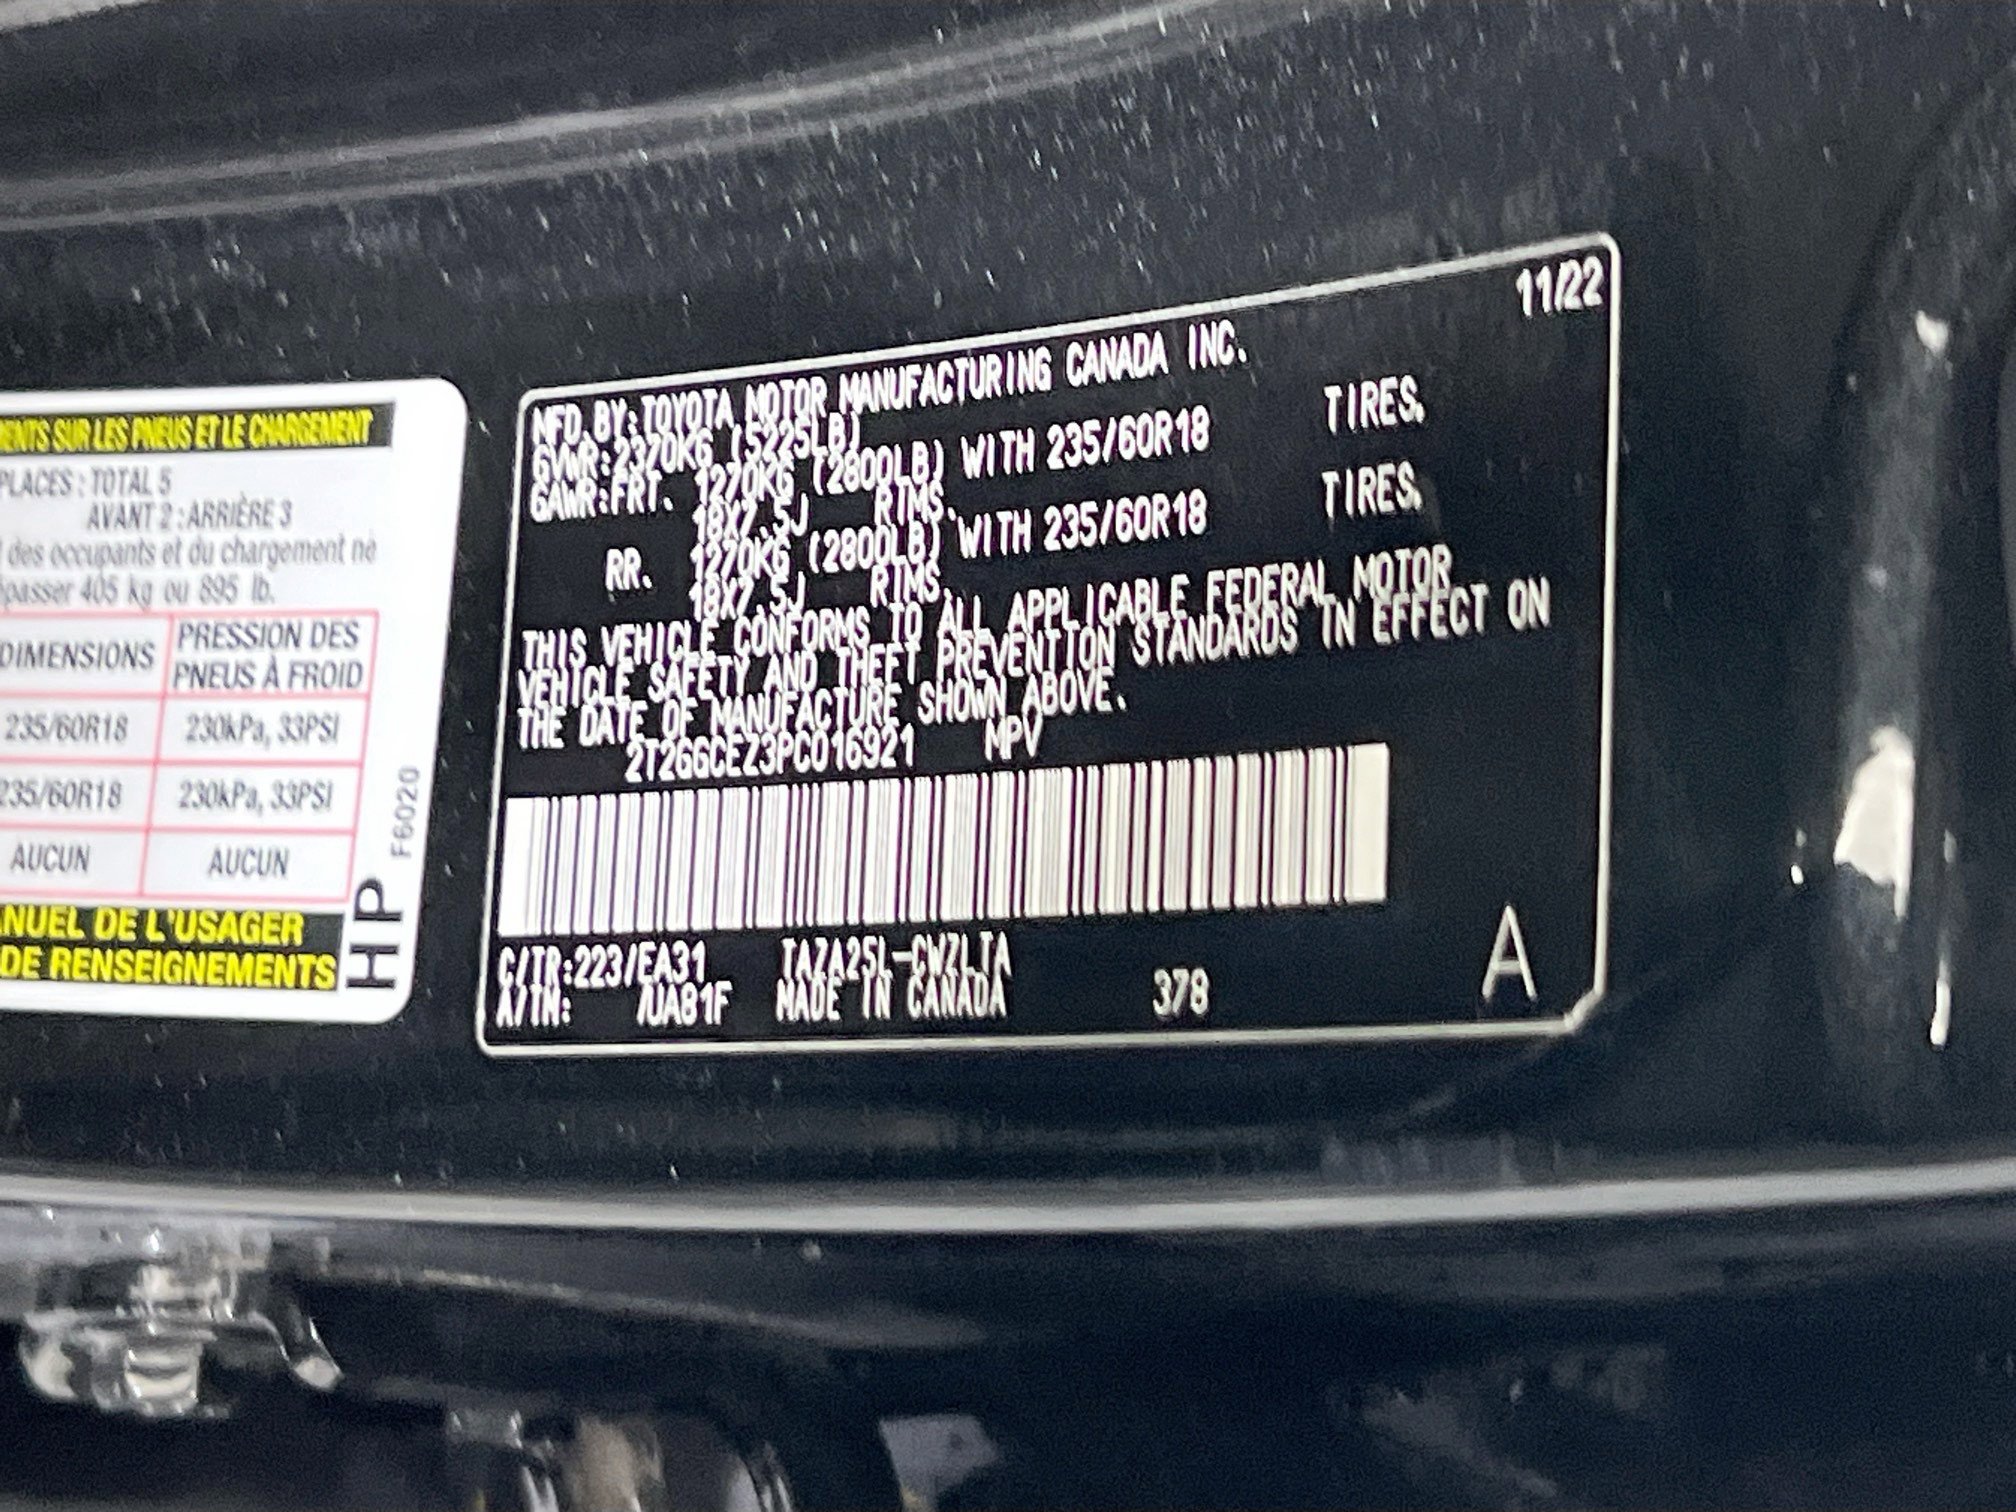 MENTS SUR LES PNEUS ET LE CHARGEMENT
PLACES : TOTAL 5
AVANT 2 : ARRIÈRE 3
des occupants et du chargement ne
passer 405 kg ou 895 lb.
DIMENSIONS
PRESSION DES
PNEUS À FROID
235/60R18 230kPa, 33PSI
235/60R18 230kPa, 33PSI
AUCUN AUCUN
NUEL DE L'USAGER
DE RENSEIGNEMENTS
HP F6020
11/22
MFD. BY: TOYOTA MOTOR MANUFACTURING CANADA INC.
GVWR: 2370KG (5225LB)
GAWR: FRT. 1270KG (2800LB) WITH 235/60R18 TIRES,
18X7.5J RIMS.
RR. 1270KG (2800LB) WITH 235/60R18 TIRES,
18X7.5J RIMS.
THIS VEHICLE CONFORMS TO ALL APPLICABLE FEDERAL MOTOR
VEHICLE SAFETY AND THEFT PREVENTION STANDARDS IN EFFECT ON
THE DATE OF MANUFACTURE SHOWN ABOVE.
2T2GGCEZ3PC016921 MPV
C/TR: 223/EA31 TAZA25L-CWZLTA
A/TM: /UA81F MADE IN CANADA 378
A